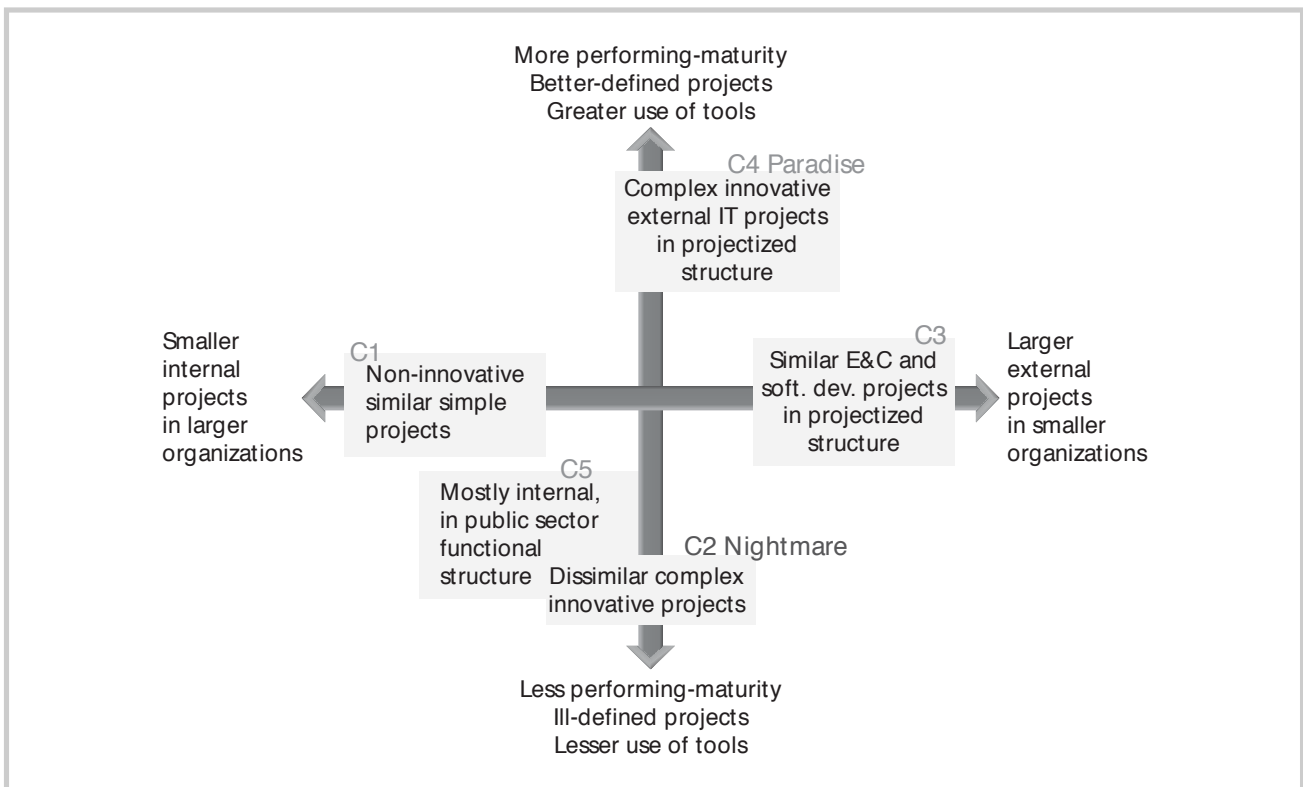 More performing-maturity
Better-defined projects
Greater use of tools
C4 Paradise
Complex innovative
external IT projects
in projectized
structure
Smaller
internal
projects
in larger
organizations
C1
Non-innovative
similar simple
projects
C3
Similar E&C and
soft. dev. projects
in projectized
structure
Larger
external
projects
in smaller
organizations
C5
Mostly internal,
in public sector
functional
structure
C2 Nightmare
Dissimilar complex
innovative projects
Less performing-maturity
Ill-defined projects
Lesser use of tools